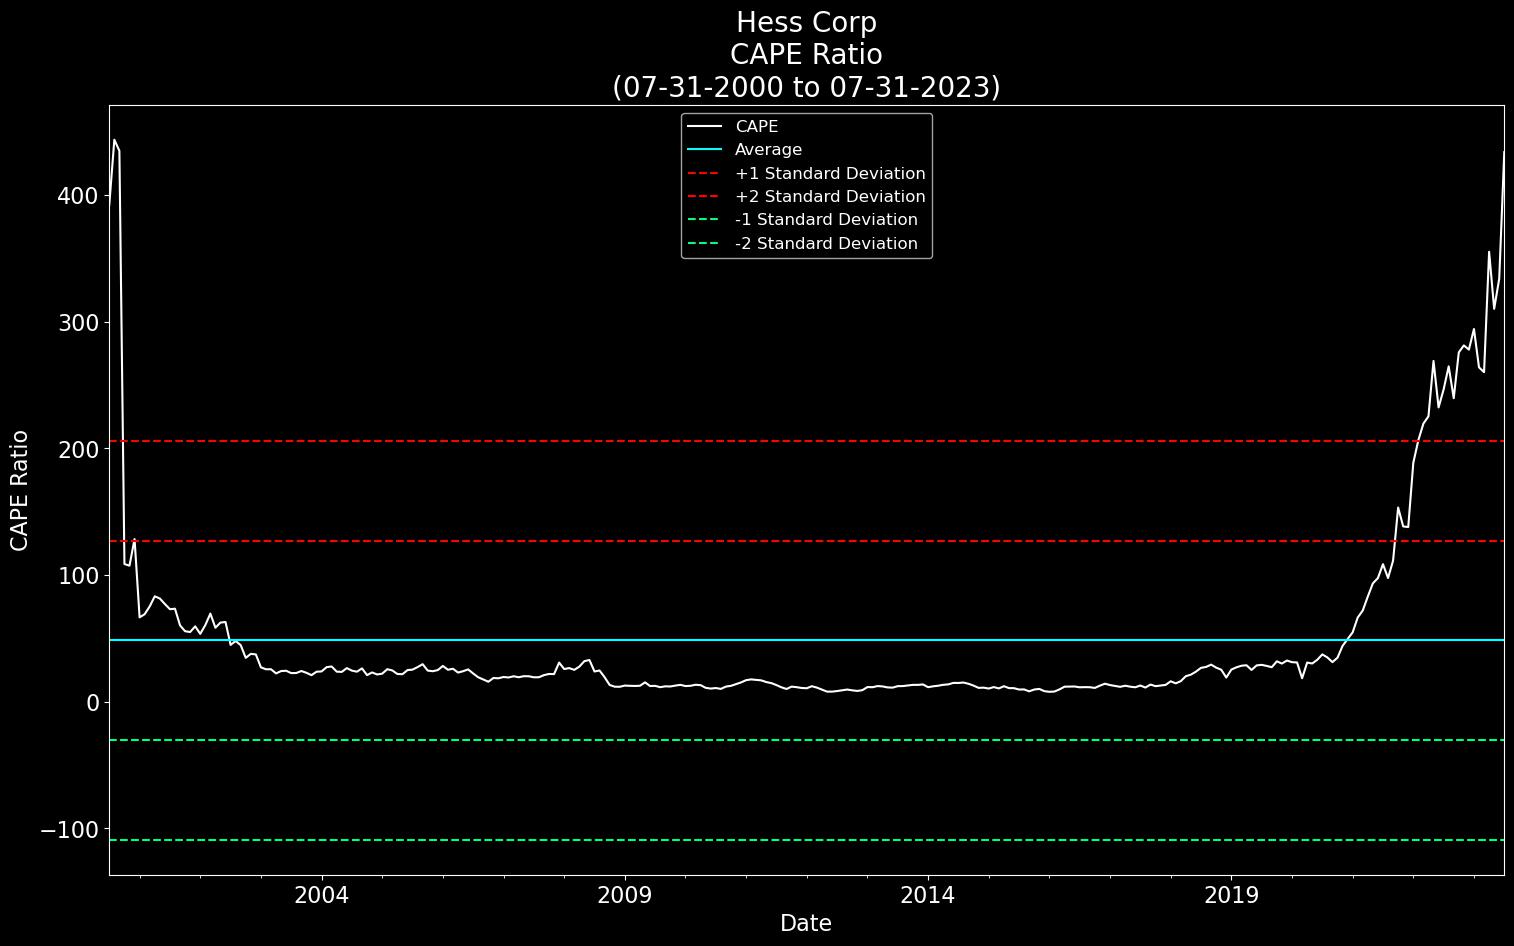 Hess Corp
CAPE Ratio
(07-31-2000 to 07-31-2023)
CAPE
Average
+1 Standard Deviation
+2 Standard Deviation
-1 Standard Deviation
-2 Standard Deviation
CAPE Ratio
400
300
200
100
0
−100
2004
2009
2014
2019
Date